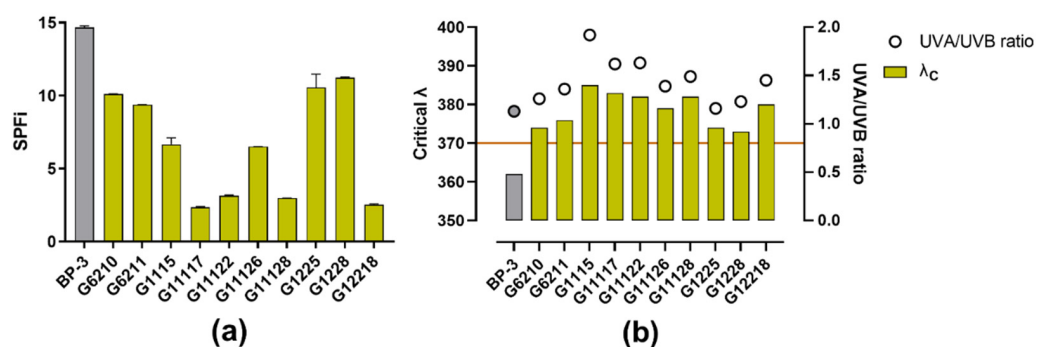 15
10
5
0
SPFi
BP-3
G6210
G6211
G1115
G11117
G11122
G11126
G11128
G1225
G1228
G12218
(a)
400
390
380
370
360
350
Critical λ
2.0
1.5
1.0
0.5
0.0
UVA/UVB ratio
BP-3
G6210
G6211
G1115
G11117
G11122
G11126
G11128
G1225
G1228
G12218
(b)
UVA/UVB ratio
λc